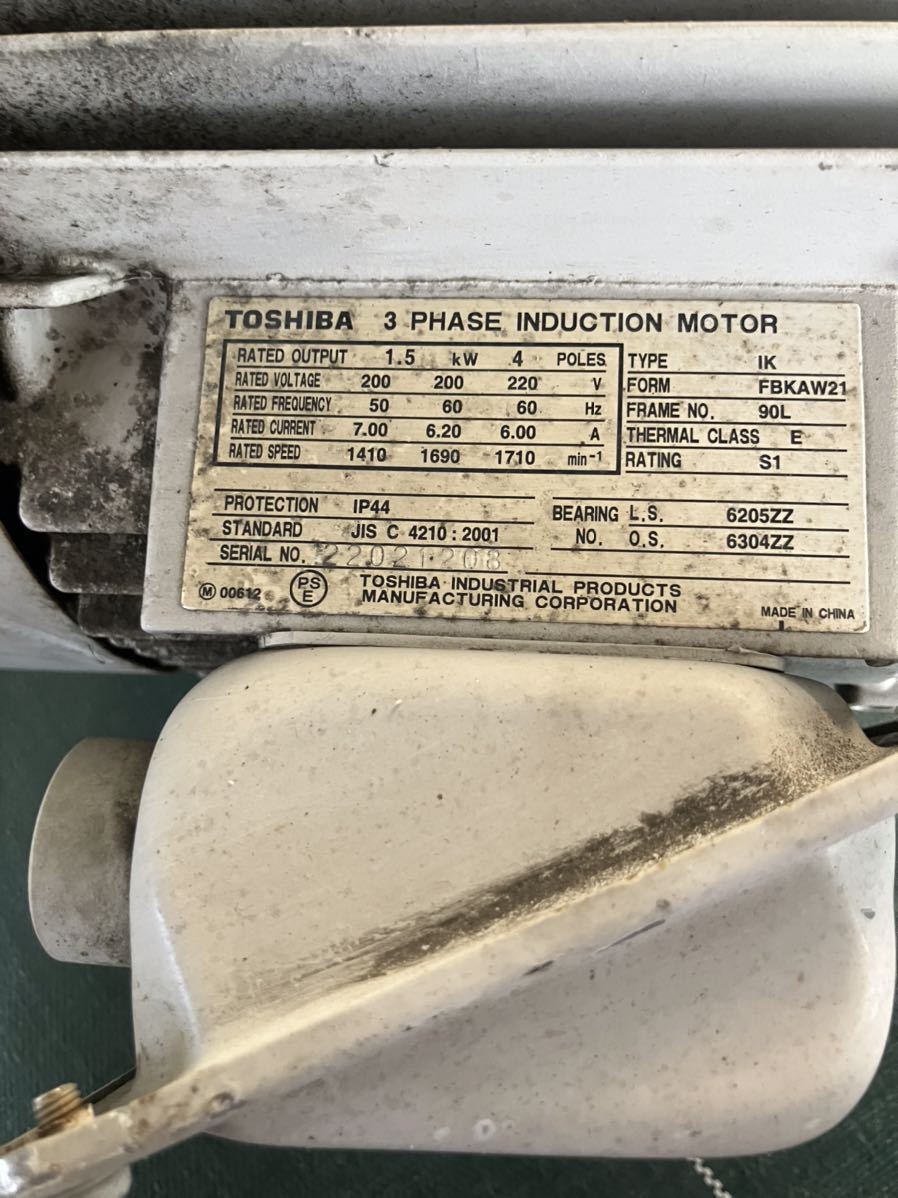 TOSHIBA 3 PHASE INDUCTION MOTOR
RATED OUTPUT 1.5 kW 4 POLES
RATED VOLTAGE 200 200 220 V
RATED FREQUENCY 50 60 60 Hz
RATED CURRENT 7.00 6.20 6.00 A
RATED SPEED 1410 1690 1710 min-1
TYPE IK
FORM FBKAW21
FRAME NO. 90L
THERMAL CLASS E
RATING S1
PROTECTION IP44
STANDARD JIS C 4210:2001
SERIAL NO. 22021208
BEARING L.S. 6205ZZ
NO. O.S. 6304ZZ
M 00612
PS
E
TOSHIBA INDUSTRIAL PRODUCTS
MANUFACTURING CORPORATION
MADE IN CHINA